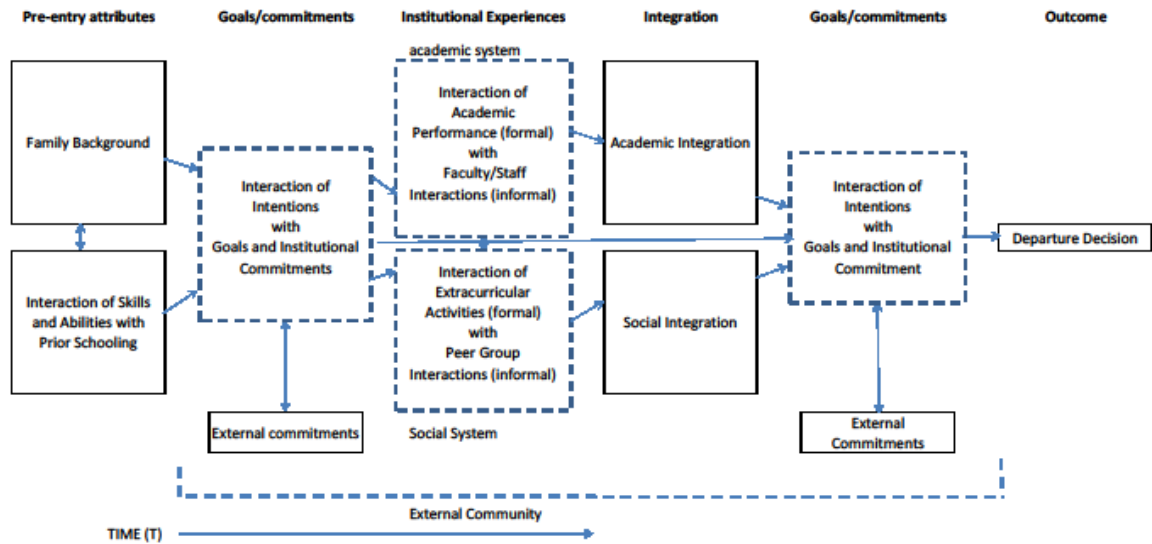 Pre-entry attributes
Goals/commitments
Institutional Experiences
Integration
Goals/commitments
Outcome
academic system
Family Background
Interaction of Skills
and Abilities with
Prior Schooling
Interaction of
Intentions
with
Goals and Institutional
Commitments
External commitments
Interaction of
Academic
Performance (formal)
with
Faculty/Staff
Interactions (informal)
Interaction of
Extracurricular
Activities (formal)
with
Peer Group
Interactions (informal)
Social System
Academic Integration
Social Integration
Interaction of
Intentions
with
Goals and Institutional
Commitment
External
Commitments
Departure Decision
External Community
TIME (T)